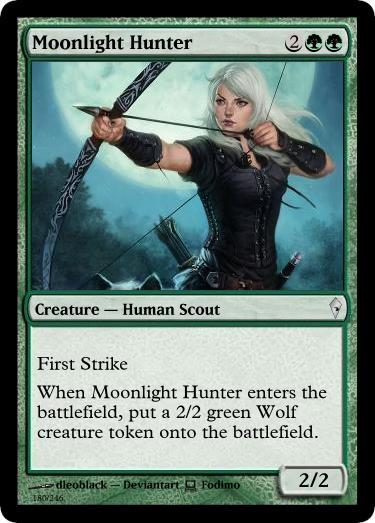 Moonlight Hunter 2
Creature — Human Scout
First Strike
When Moonlight Hunter enters the
battlefield, put a 2/2 green Wolf
creature token onto the battlefield.
2/2
dleoblack — Deviantart Fodimo
180/246